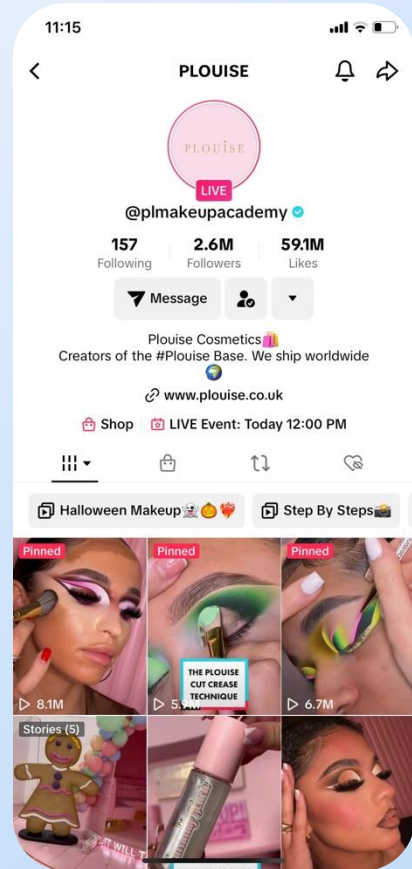 11:15
PLOUISE
PLOUISE
LIVE
@plmakeupacademy
157 2.6M 59.1M
Following Followers Likes
Message
Plouise Cosmetics🛍️
Creators of the #Plouise Base. We ship worldwide
🌍
www.plouise.co.uk
Shop LIVE Event: Today 12:00 PM
Halloween Makeup👻🎃❤️‍🔥 Step By Steps📸
Pinned Pinned Pinned
THE PLOUISE
CUT CREASE
TECHNIQUE
8.1M 5.9M 6.7M
Stories (5)
IT WILL